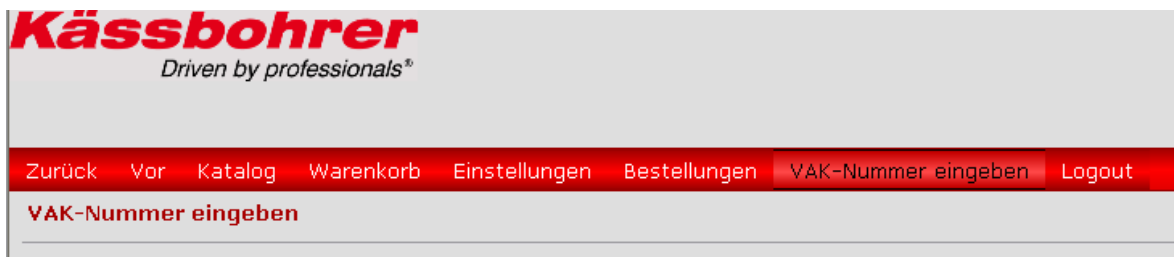 Kässbohrer
Driven by professionals®
Zurück Vor Katalog Warenkorb Einstellungen Bestellungen VAK-Nummer eingeben Logout
VAK-Nummer eingeben